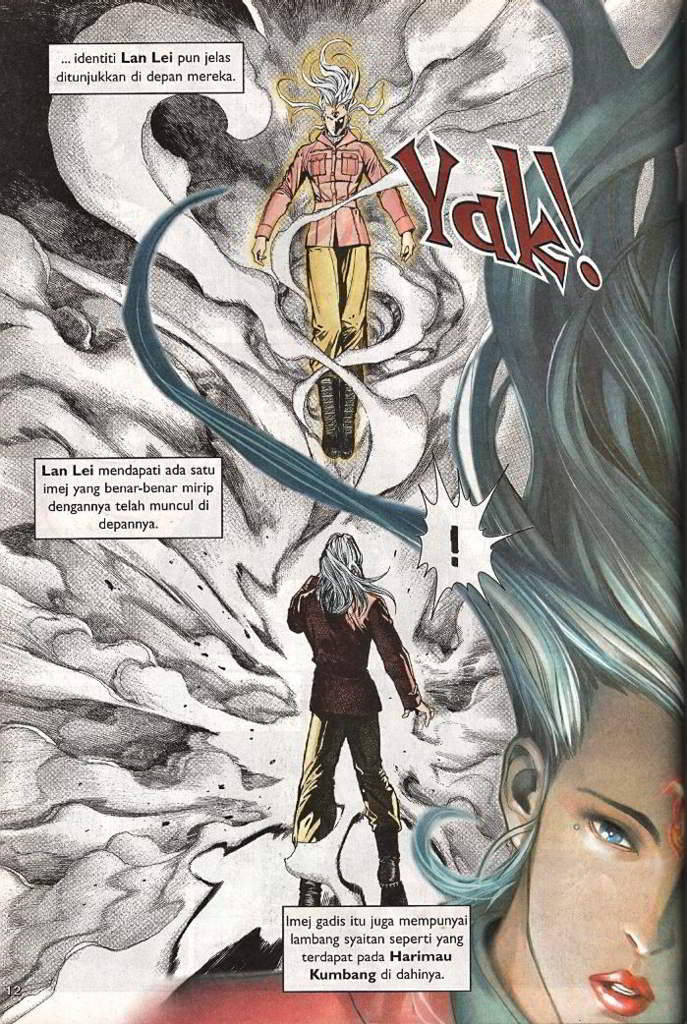 ... identiti Lan Lei pun jelas
ditunjukkan di depan mereka.
Yak!
Lan Lei mendapati ada satu
imej yang benar-benar mirip
dengannya telah muncul di
depannya.
!
Imej gadis itu juga mempunyai
lambang syaitan seperti yang
terdapat pada Harimau
Kumbang di dahinya.
12